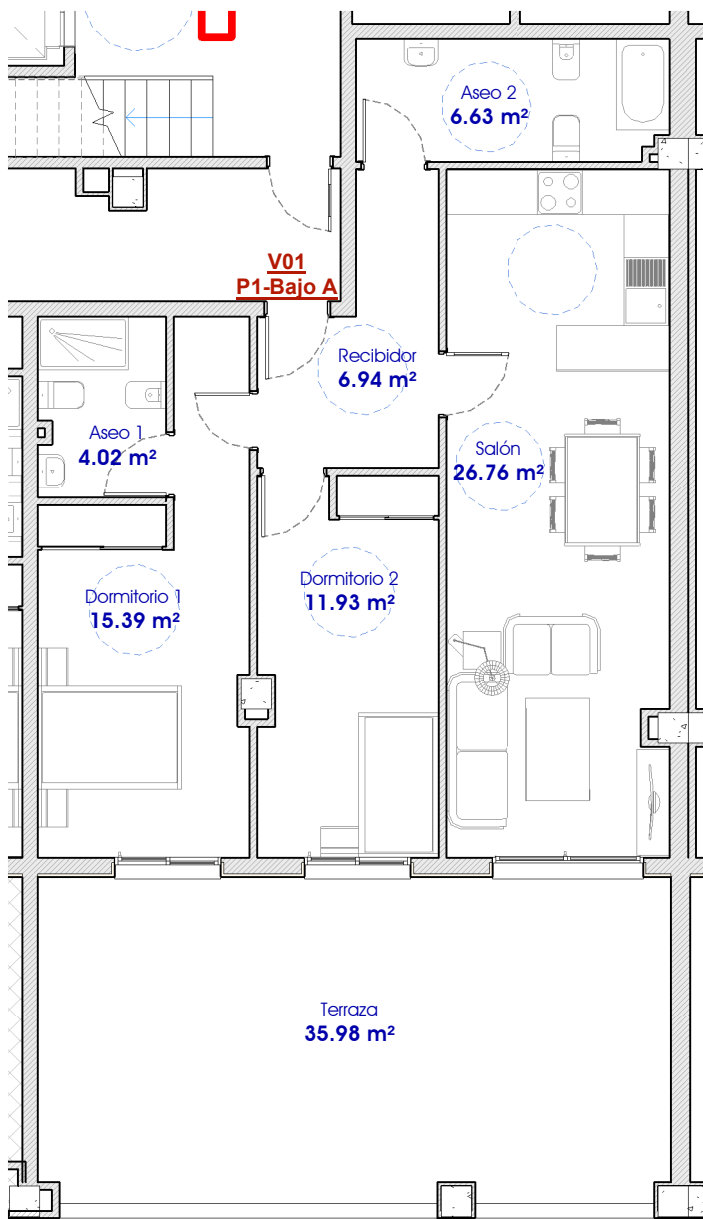 Aseo 2
6.63 m²
V01
P1-Bajo A
Recibidor
6.94 m²
Aseo 1
4.02 m²
Salón
26.76 m²
Dormitorio 1
15.39 m²
Dormitorio 2
11.93 m²
Terraza
35.98 m²